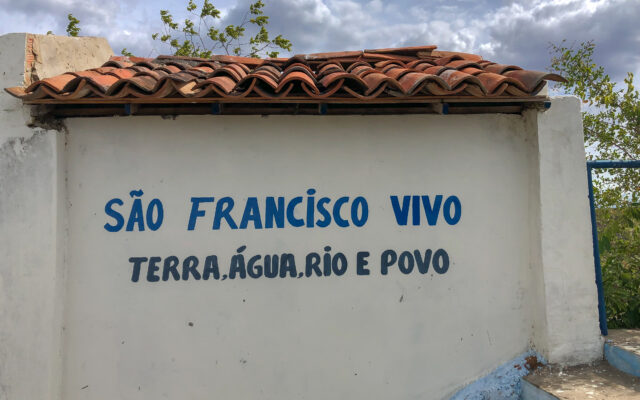 SÃO FRANCISCO VIVO
TERRA,ÁGUA,RIO E POVO